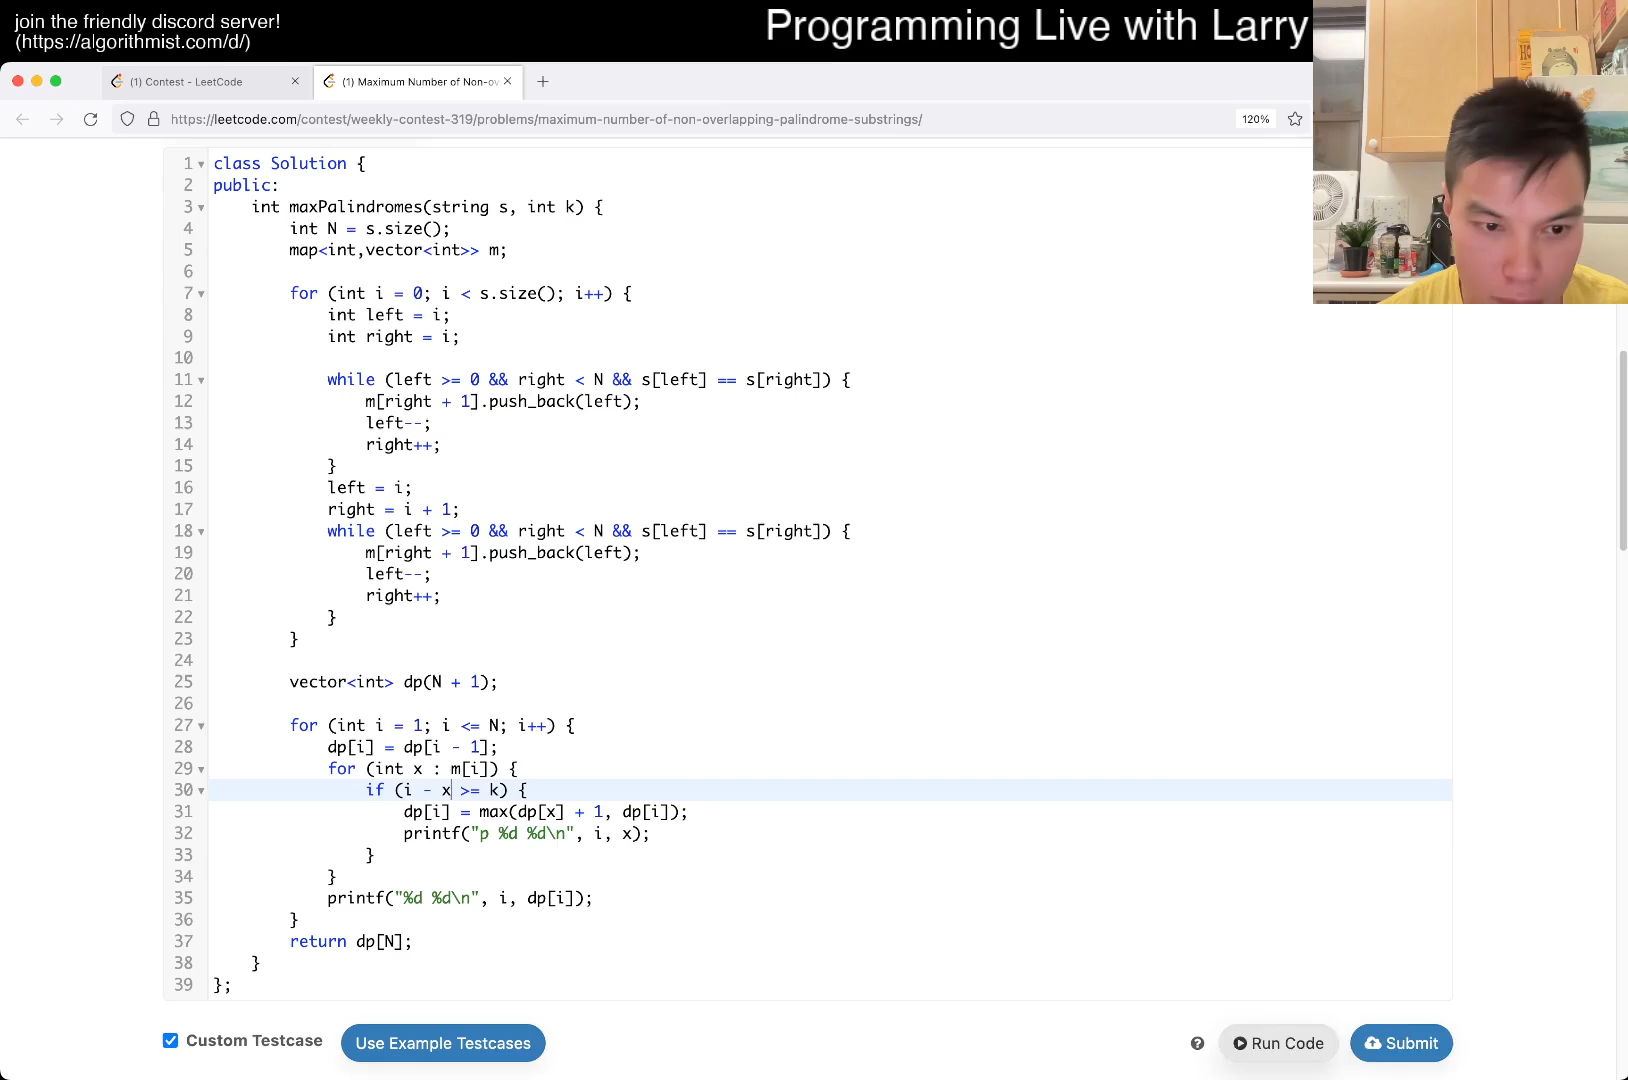 join the friendly discord server!
(https://algorithmist.com/d/)
Programming Live with Larry
(1) Contest - LeetCode
(1) Maximum Number of Non-ov
https://leetcode.com/contest/weekly-contest-319/problems/maximum-number-of-non-overlapping-palindrome-substrings/
120%
1 class Solution {
2 public:
3     int maxPalindromes(string s, int k) {
4         int N = s.size();
5         map<int,vector<int>> m;
6
7         for (int i = 0; i < s.size(); i++) {
8             int left = i;
9             int right = i;
10
11             while (left >= 0 && right < N && s[left] == s[right]) {
12                 m[right + 1].push_back(left);
13                 left--;
14                 right++;
15             }
16             left = i;
17             right = i + 1;
18             while (left >= 0 && right < N && s[left] == s[right]) {
19                 m[right + 1].push_back(left);
20                 left--;
21                 right++;
22             }
23         }
24
25         vector<int> dp(N + 1);
26
27         for (int i = 1; i <= N; i++) {
28             dp[i] = dp[i - 1];
29             for (int x : m[i]) {
30                 if (i - x >= k) {
31                     dp[i] = max(dp[x] + 1, dp[i]);
32                     printf("p %d %d\n", i, x);
33                 }
34             }
35             printf("%d %d\n", i, dp[i]);
36         }
37         return dp[N];
38     }
39 };
Custom Testcase
Use Example Testcases
Run Code
Submit